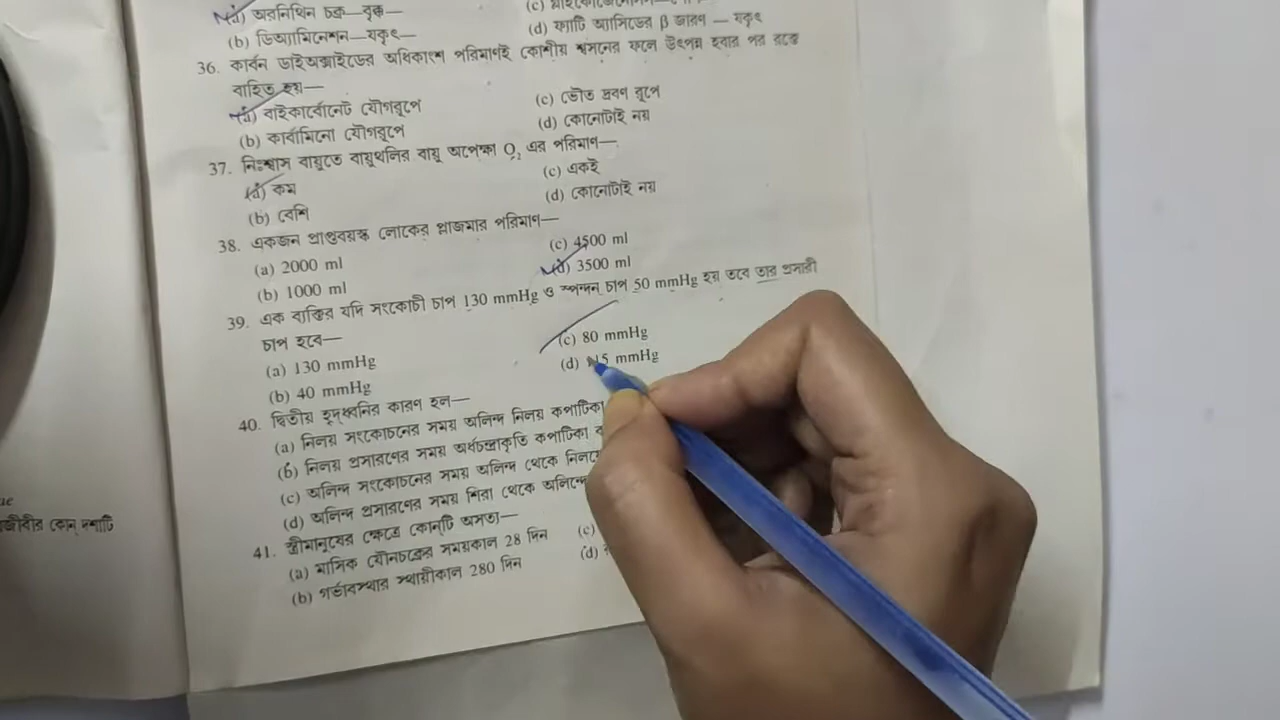 (a) অরনিথিন চক্র—বৃক্ক—
(b) ডিঅ্যামিনেশন—যকৃৎ—
(d) ফ্যাটি অ্যাসিডের β জারণ — যকৃৎ
36. কার্বন ডাইঅক্সাইডের অধিকাংশ পরিমাণই কোশীয় শ্বসনের ফলে উৎপন্ন হবার পর রক্তে
বাহিত হয়—
(a) বাইকার্বোনেট যৌগরূপে
(b) কার্বামিনো যৌগরূপে
(c) ভৌত দ্রবণ রূপে
(d) কোনোটাই নয়
37. নিঃশ্বাস বায়ুতে বায়ুথলির বায়ু অপেক্ষা O₂ এর পরিমাণ—
(a) কম
(b) বেশি
(c) একই
(d) কোনোটাই নয়
38. একজন প্রাপ্তবয়স্ক লোকের প্লাজমার পরিমাণ—
(a) 2000 ml
(b) 1000 ml
(c) 4500 ml
(d) 3500 ml
39. এক ব্যক্তির যদি সংকোচী চাপ 130 mmHg ও স্পন্দন চাপ 50 mmHg হয় তবে তার প্রসারী
চাপ হবে—
(a) 130 mmHg
(b) 40 mmHg
(c) 80 mmHg
(d) mmHg
40. দ্বিতীয় হৃদ্‌ধ্বনির কারণ হল—
(a) নিলয় সংকোচনের সময় অলিন্দ নিলয় কপাটিকা
(b) নিলয় প্রসারণের সময় অর্ধচন্দ্রাকৃতি কপাটিকা
(c) অলিন্দ সংকোচনের সময় অলিন্দ থেকে
(d) অলিন্দ প্রসারণের সময় শিরা থেকে
41. স্ত্রীমানুষের ক্ষেত্রে কোন্‌টি অসত্য—
(a) মাসিক যৌনচক্রের সময়কাল 28 দিন
(b) গর্ভাবস্থার স্থায়ীকাল 280 দিন
(c)
(d)
কোন্ দশাটি